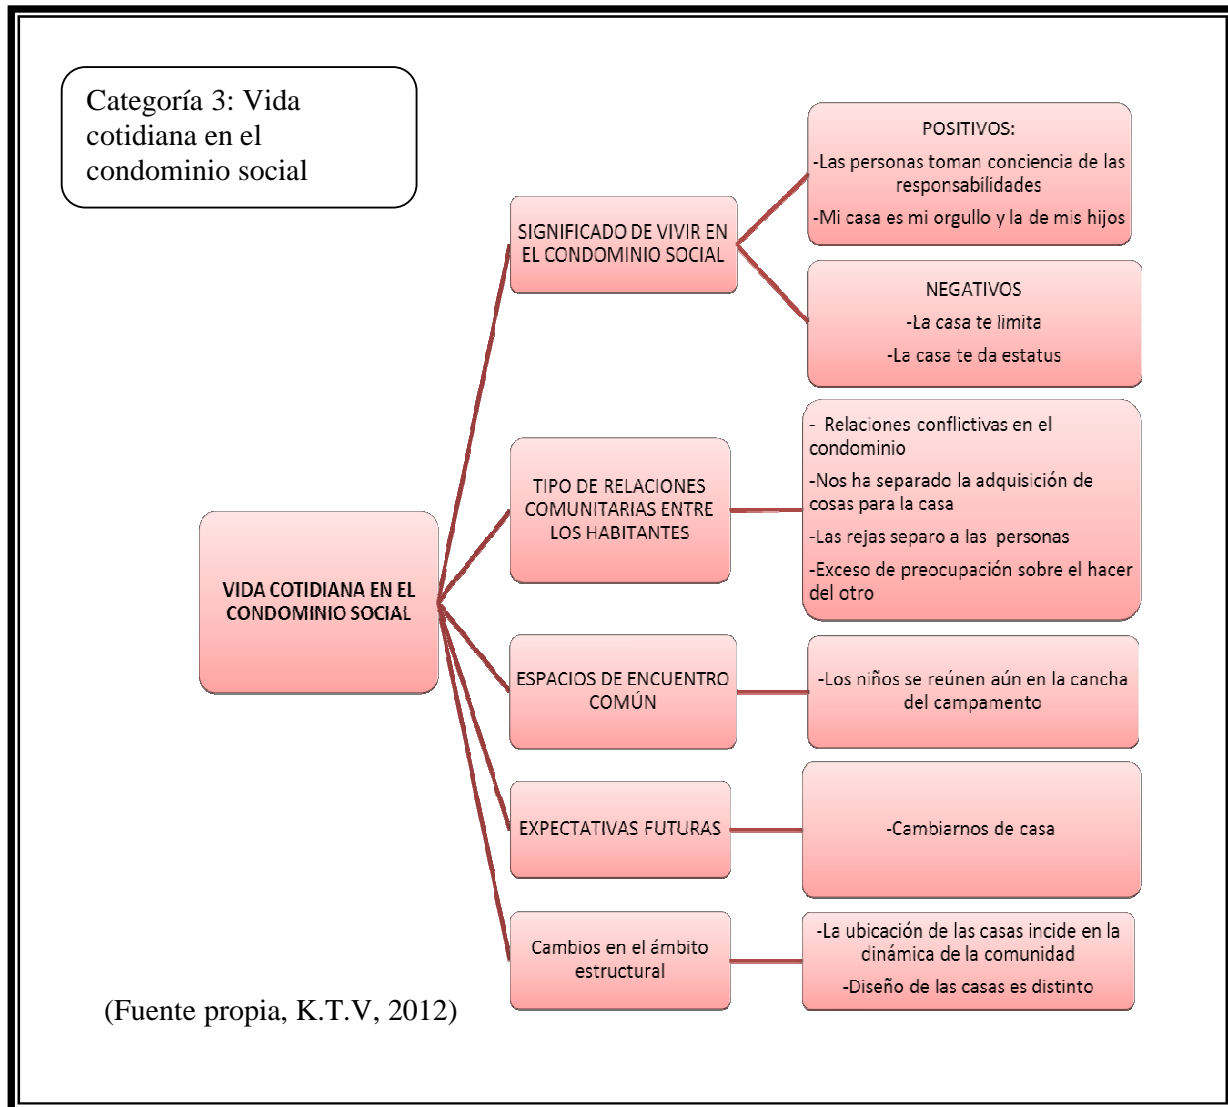 Categoría 3: Vida
cotidiana en el
condominio social
VIDA COTIDIANA EN EL
CONDOMINIO SOCIAL
SIGNIFICADO DE VIVIR EN
EL CONDOMINIO SOCIAL
POSITIVOS:
-Las personas toman conciencia de las
responsabilidades
-Mi casa es mi orgullo y la de mis hijos
NEGATIVOS
-La casa te limita
-La casa te da estatus
TIPO DE RELACIONES
COMUNITARIAS ENTRE
LOS HABITANTES
- Relaciones conflictivas en el
condominio
-Nos ha separado la adquisición de
cosas para la casa
-Las rejas separo a las personas
-Exceso de preocupación sobre el hacer
del otro
ESPACIOS DE ENCUENTRO
COMÚN
-Los niños se reúnen aún en la cancha
del campamento
EXPECTATIVAS FUTURAS
-Cambiarnos de casa
Cambios en el ámbito
estructural
-La ubicación de las casas incide en la
dinámica de la comunidad
-Diseño de las casas es distinto
(Fuente propia, K.T.V, 2012)